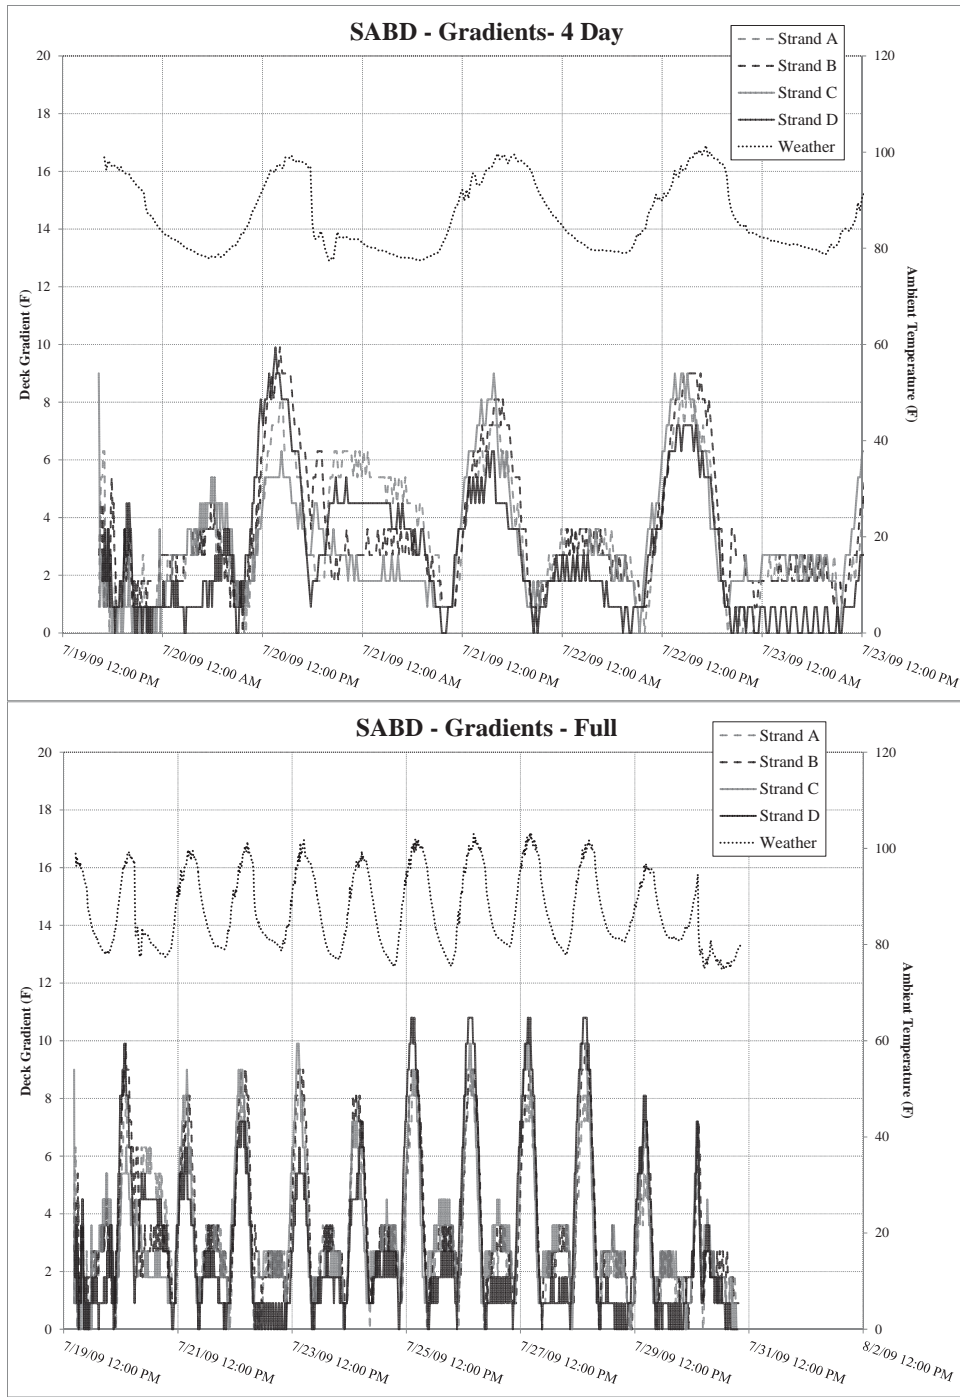 SABD - Gradients- 4 Day
Strand A
Strand B
Strand C
Strand D
Weather
20
18
16
14
12
10
8
6
4
2
0
Deck Gradient (F)
120
100
80
60
40
20
0
Ambient Temperature (F)
7/19/09 12:00 PM
7/20/09 12:00 AM
7/20/09 12:00 PM
7/21/09 12:00 AM
7/21/09 12:00 PM
7/22/09 12:00 AM
7/22/09 12:00 PM
7/23/09 12:00 AM
7/23/09 12:00 PM
SABD - Gradients - Full
Strand A
Strand B
Strand C
Strand D
Weather
20
18
16
14
12
10
8
6
4
2
0
Deck Gradient (F)
120
100
80
60
40
20
0
Ambient Temperature (F)
7/19/09 12:00 PM
7/21/09 12:00 PM
7/23/09 12:00 PM
7/25/09 12:00 PM
7/27/09 12:00 PM
7/29/09 12:00 PM
7/31/09 12:00 PM
8/2/09 12:00 PM